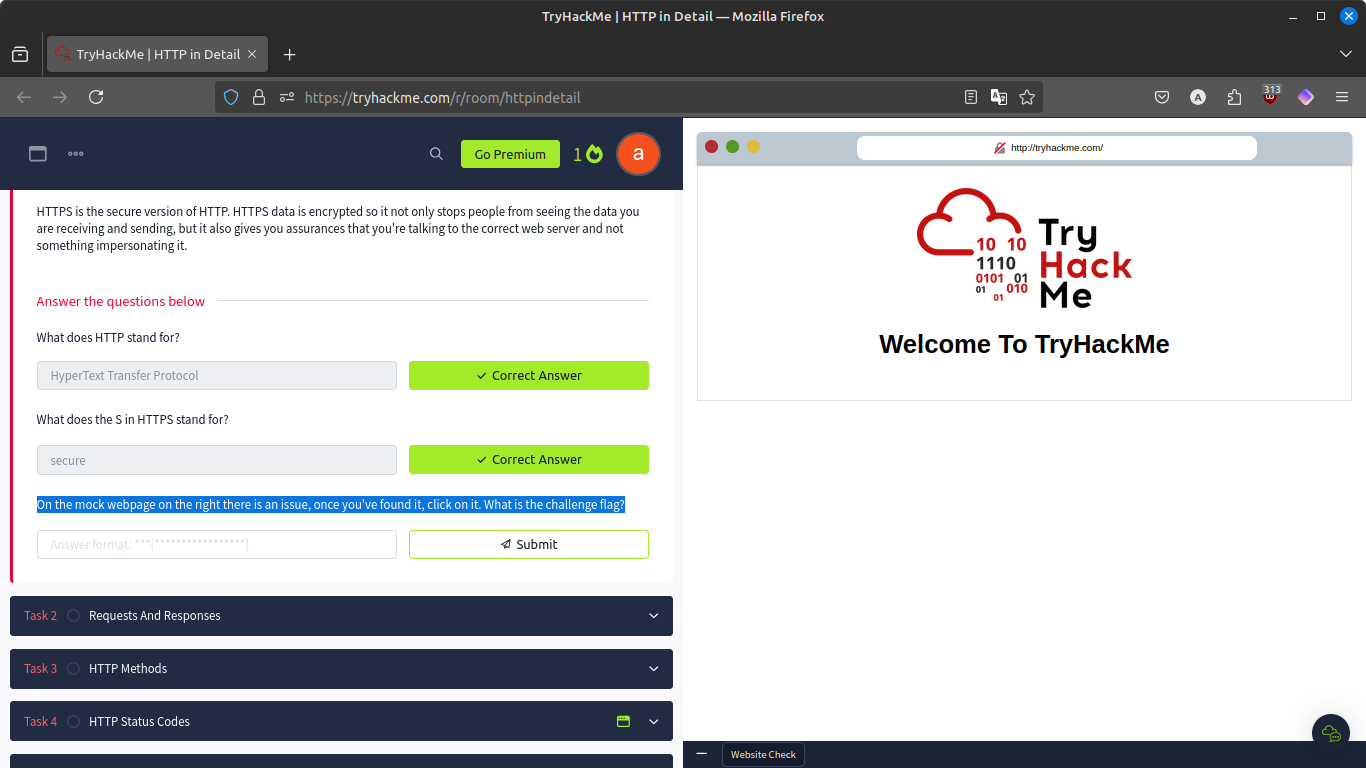 TryHackMe | HTTP in Detail — Mozilla Firefox
TryHackMe | HTTP in Detail
https://tryhackme.com/r/room/httpindetail
A
313
Go Premium
1
a
HTTPS is the secure version of HTTP. HTTPS data is encrypted so it not only stops people from seeing the data you
are receiving and sending, but it also gives you assurances that you're talking to the correct web server and not
something impersonating it.
Answer the questions below
What does HTTP stand for?
HyperText Transfer Protocol
Correct Answer
What does the S in HTTPS stand for?
secure
Correct Answer
On the mock webpage on the right there is an issue, once you've found it, click on it. What is the challenge flag?
Answer format: ***{*****************}
Submit
Task 2 Requests And Responses
Task 3 HTTP Methods
Task 4 HTTP Status Codes
http://tryhackme.com/
10 10
1110
0101 01
01 010
01
Try
Hack
Me
Welcome To TryHackMe
Website Check